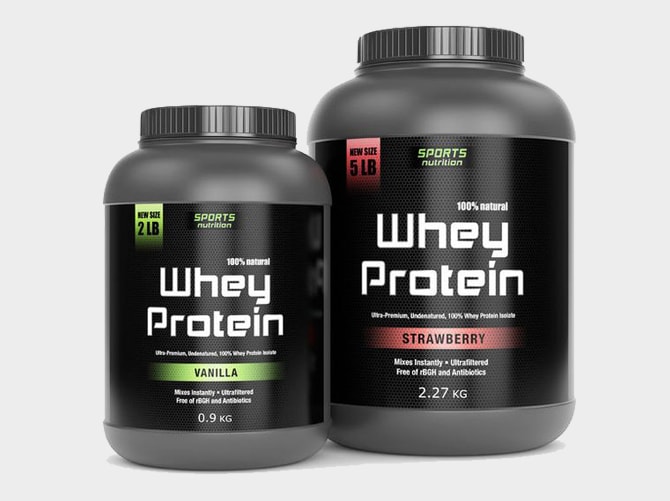 NEW SIZE
2 LB
SPORTS
nutrition
100% natural
Whey
Protein
Ultra-Premium, Undenatured, 100% Whey Protein Isolate
VANILLA
Mixes Instantly • Ultrafiltered
Free of rBGH and Antibiotics
0.9 KG
NEW SIZE
5 LB
SPORTS
nutrition
100% natural
Whey
Protein
Ultra-Premium, Undenatured, 100% Whey Protein Isolate
STRAWBERRY
Mixes Instantly • Ultrafiltered
Free of rBGH and Antibiotics
2.27 KG